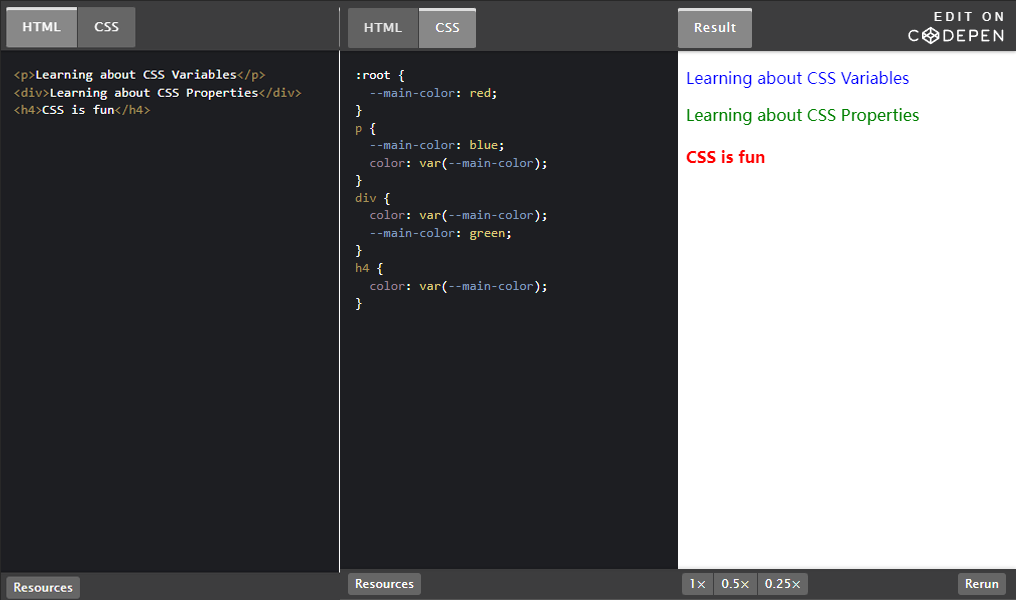 HTML CSS
<p>Learning about CSS Variables</p>
<div>Learning about CSS Properties</div>
<h4>CSS is fun</h4>
Resources
HTML CSS
:root {
  --main-color: red;
}
p {
  --main-color: blue;
  color: var(--main-color);
}
div {
  color: var(--main-color);
  --main-color: green;
}
h4 {
  color: var(--main-color);
}
Resources
Result
EDIT ON
CODEPEN
Learning about CSS Variables
Learning about CSS Properties
CSS is fun
1× 0.5× 0.25× Rerun